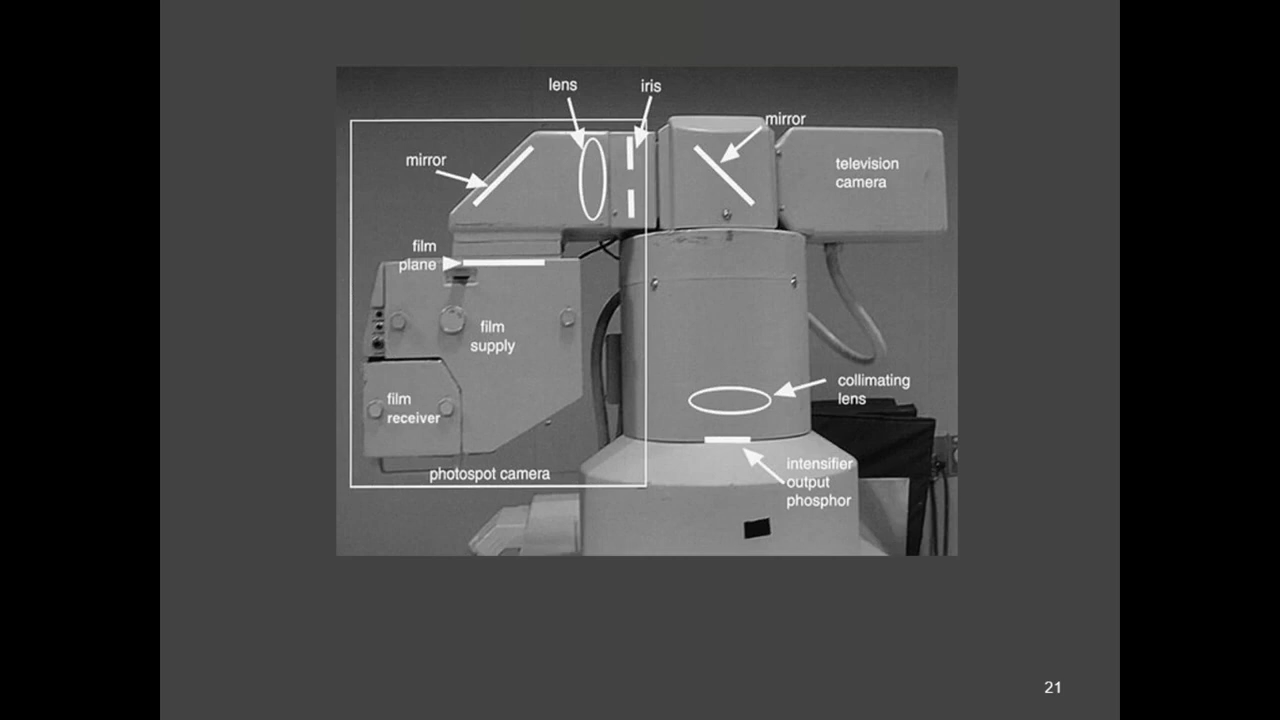 lens
iris
mirror
mirror
television
camera
film
plane
film
supply
film
receiver
collimating
lens
photospot camera
intensifier
output
phosphor
21